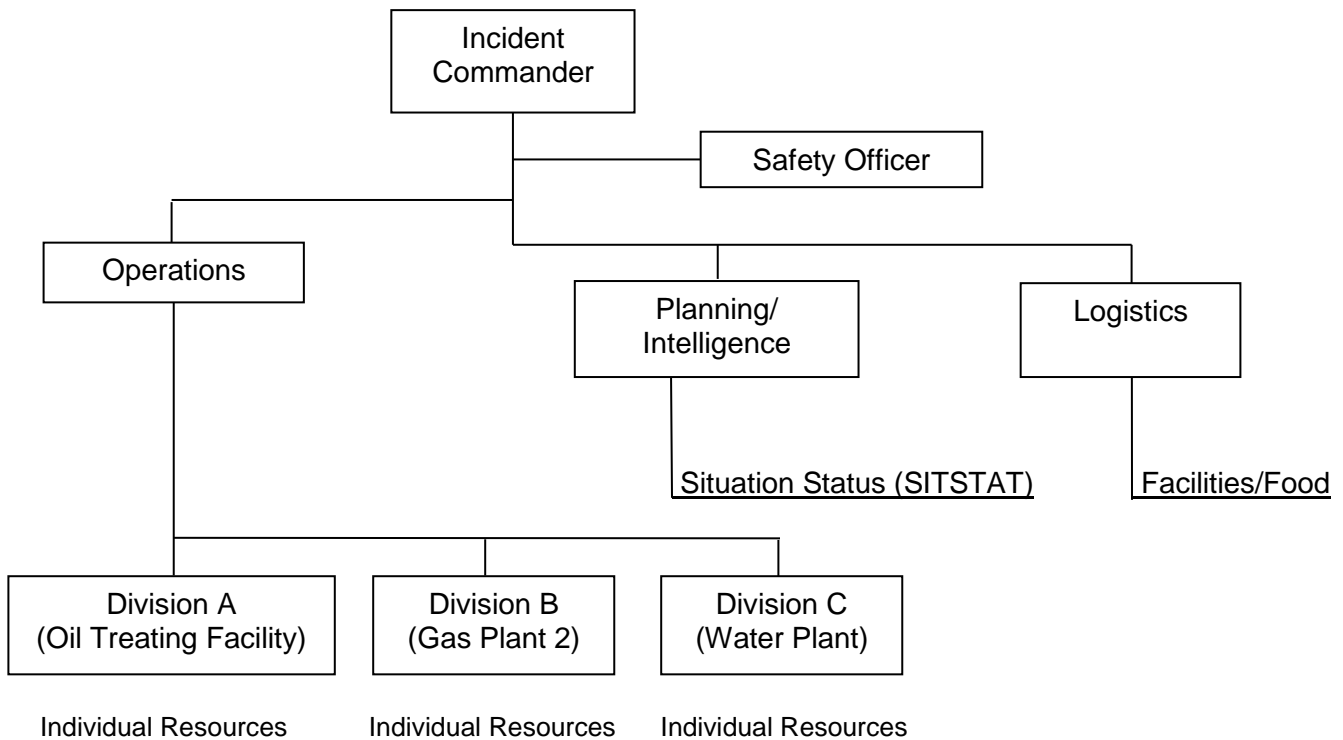 Incident
Commander
Safety Officer
Operations
Planning/
Intelligence
Logistics
Situation Status (SITSTAT)
Facilities/Food
Division A
(Oil Treating Facility)
Division B
(Gas Plant 2)
Division C
(Water Plant)
Individual Resources
Individual Resources
Individual Resources